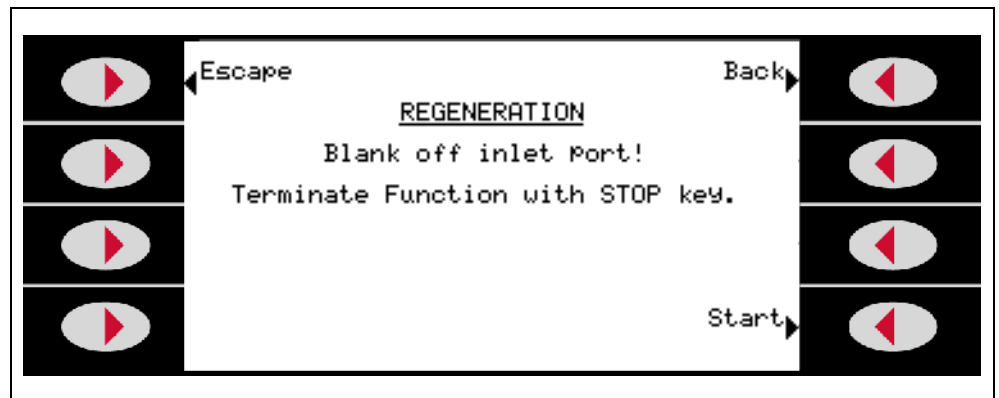 Escape Back
REGENERATION
Blank off inlet Port!
Terminate Function with STOP key.
Start